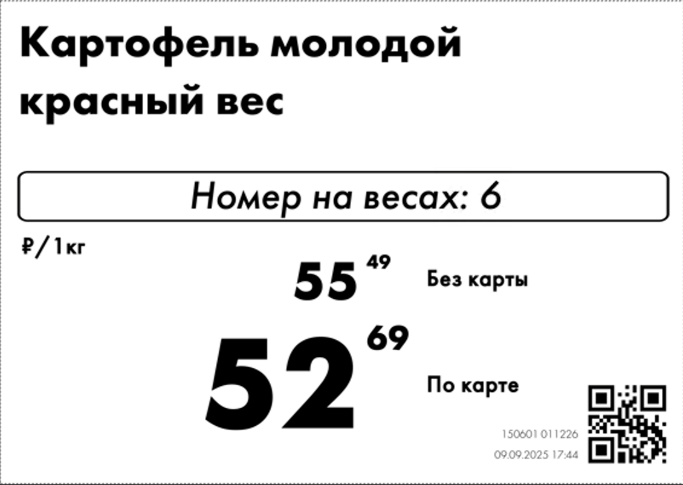 Картофель молодой
красный вес
Номер на весах: 6
₽/1кг
55 49 Без карты
52 69 По карте
150601 011226
09.09.2025 17:44